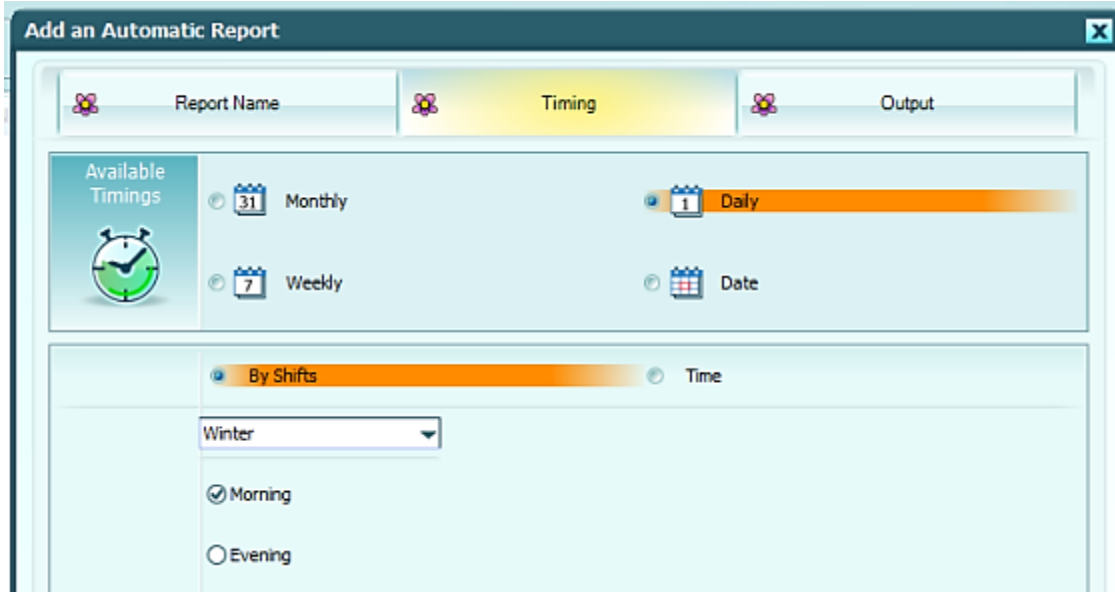 Add an Automatic Report
Report Name
Timing
Output
Available
Timings
31 Monthly
1 Daily
7 Weekly
Date
By Shifts
Time
Winter
Morning
Evening